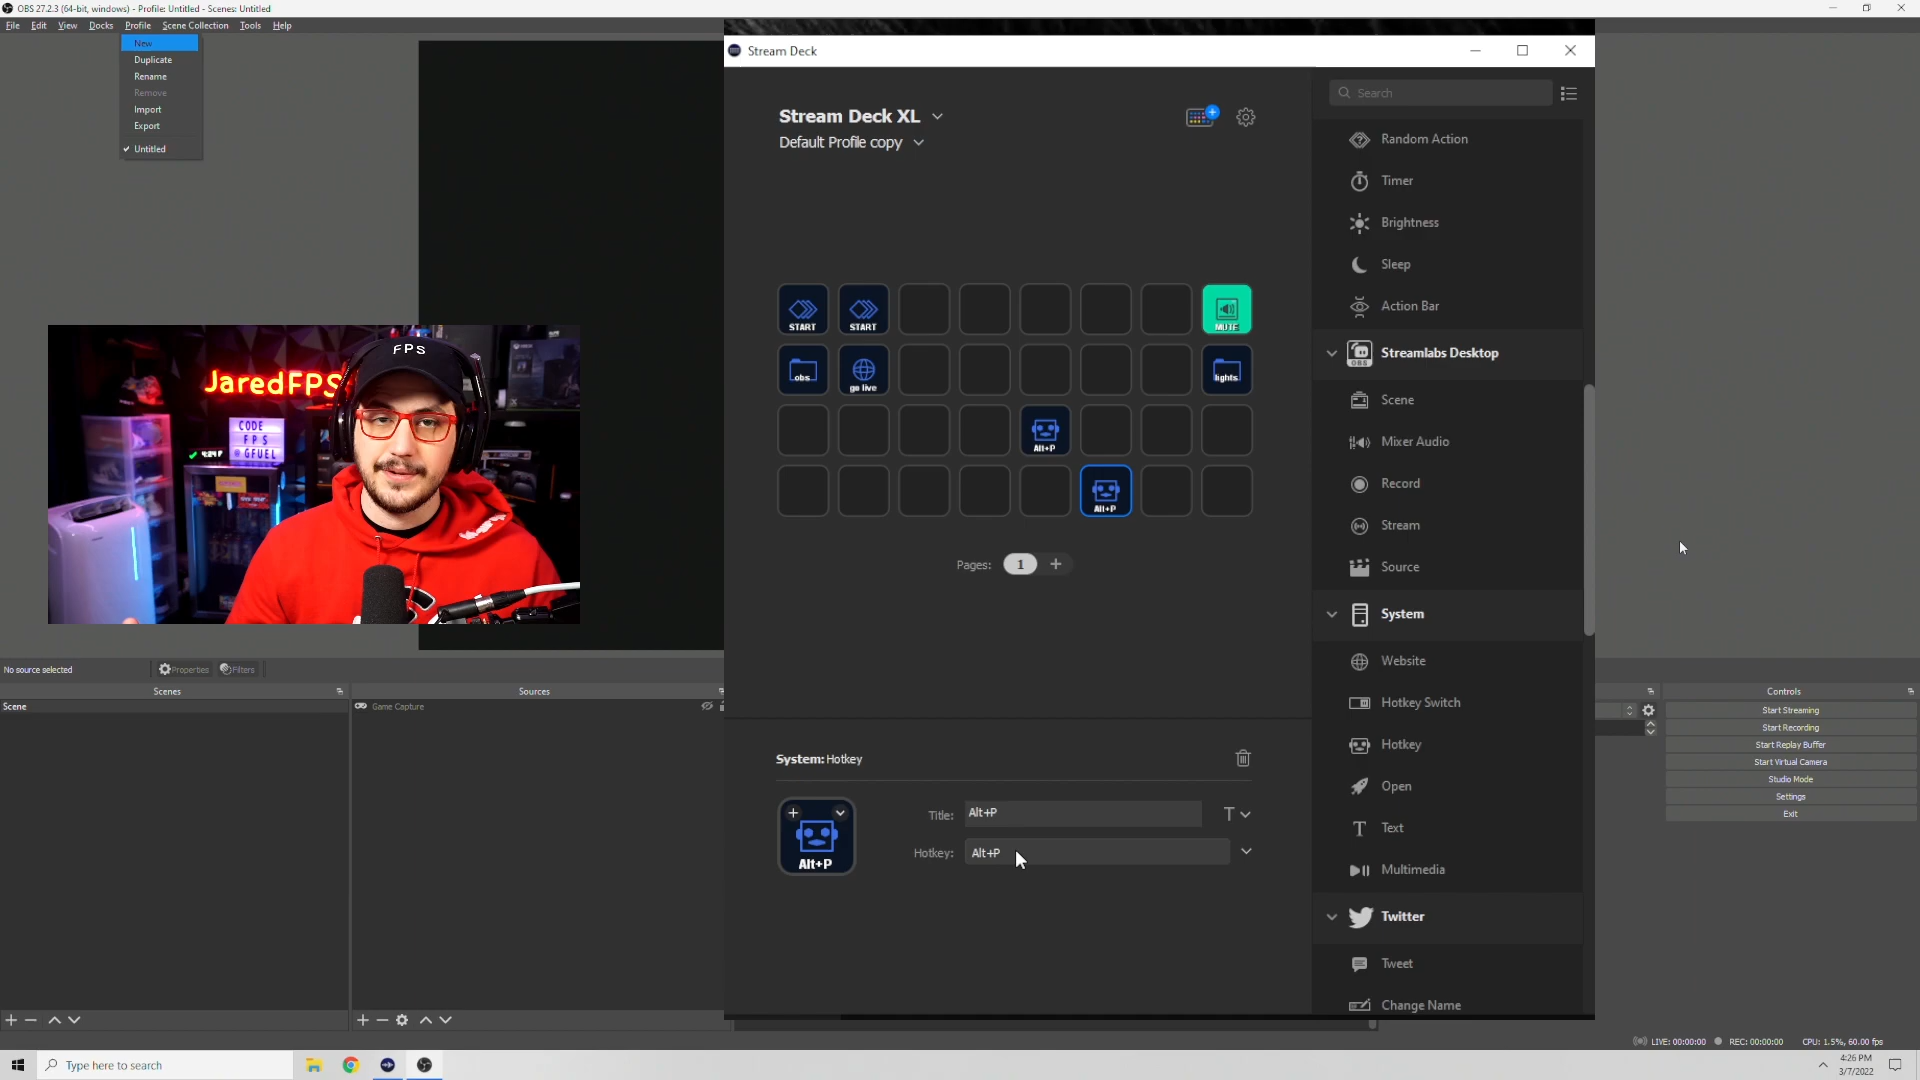 OBS 27.2.3 (64-bit, windows) - Profile: Untitled - Scenes: Untitled
File Edit View Docks Profile Scene Collection Tools Help
New
Duplicate
Rename
Remove
Import
Export
Untitled
Stream Deck
Stream Deck XL
Default Profile copy
Search
START
START
MUTE
obs
go live
lights
Alt+P
Alt+P
Pages: 1 +
Random Action
Timer
Brightness
Sleep
Action Bar
Streamlabs Desktop
OBS
Scene
Mixer Audio
Record
Stream
Source
System
Website
Hotkey Switch
Hotkey
Open
Text
Multimedia
Twitter
Tweet
Change Name
System: Hotkey
Title: Alt+P
T
Hotkey: Alt+P
Alt+P
FPS
JaredFPS
CODE
FPS
@GFUEL
No source selected
Properties
Filters
Scenes
Sources
Scene
Game Capture
Controls
Start Streaming
Start Recording
Start Replay Buffer
Start Virtual Camera
Studio Mode
Settings
Exit
LIVE: 00:00:00
REC: 00:00:00
CPU: 1.5%, 60.00 fps
Type here to search
4:26 PM
3/7/2022